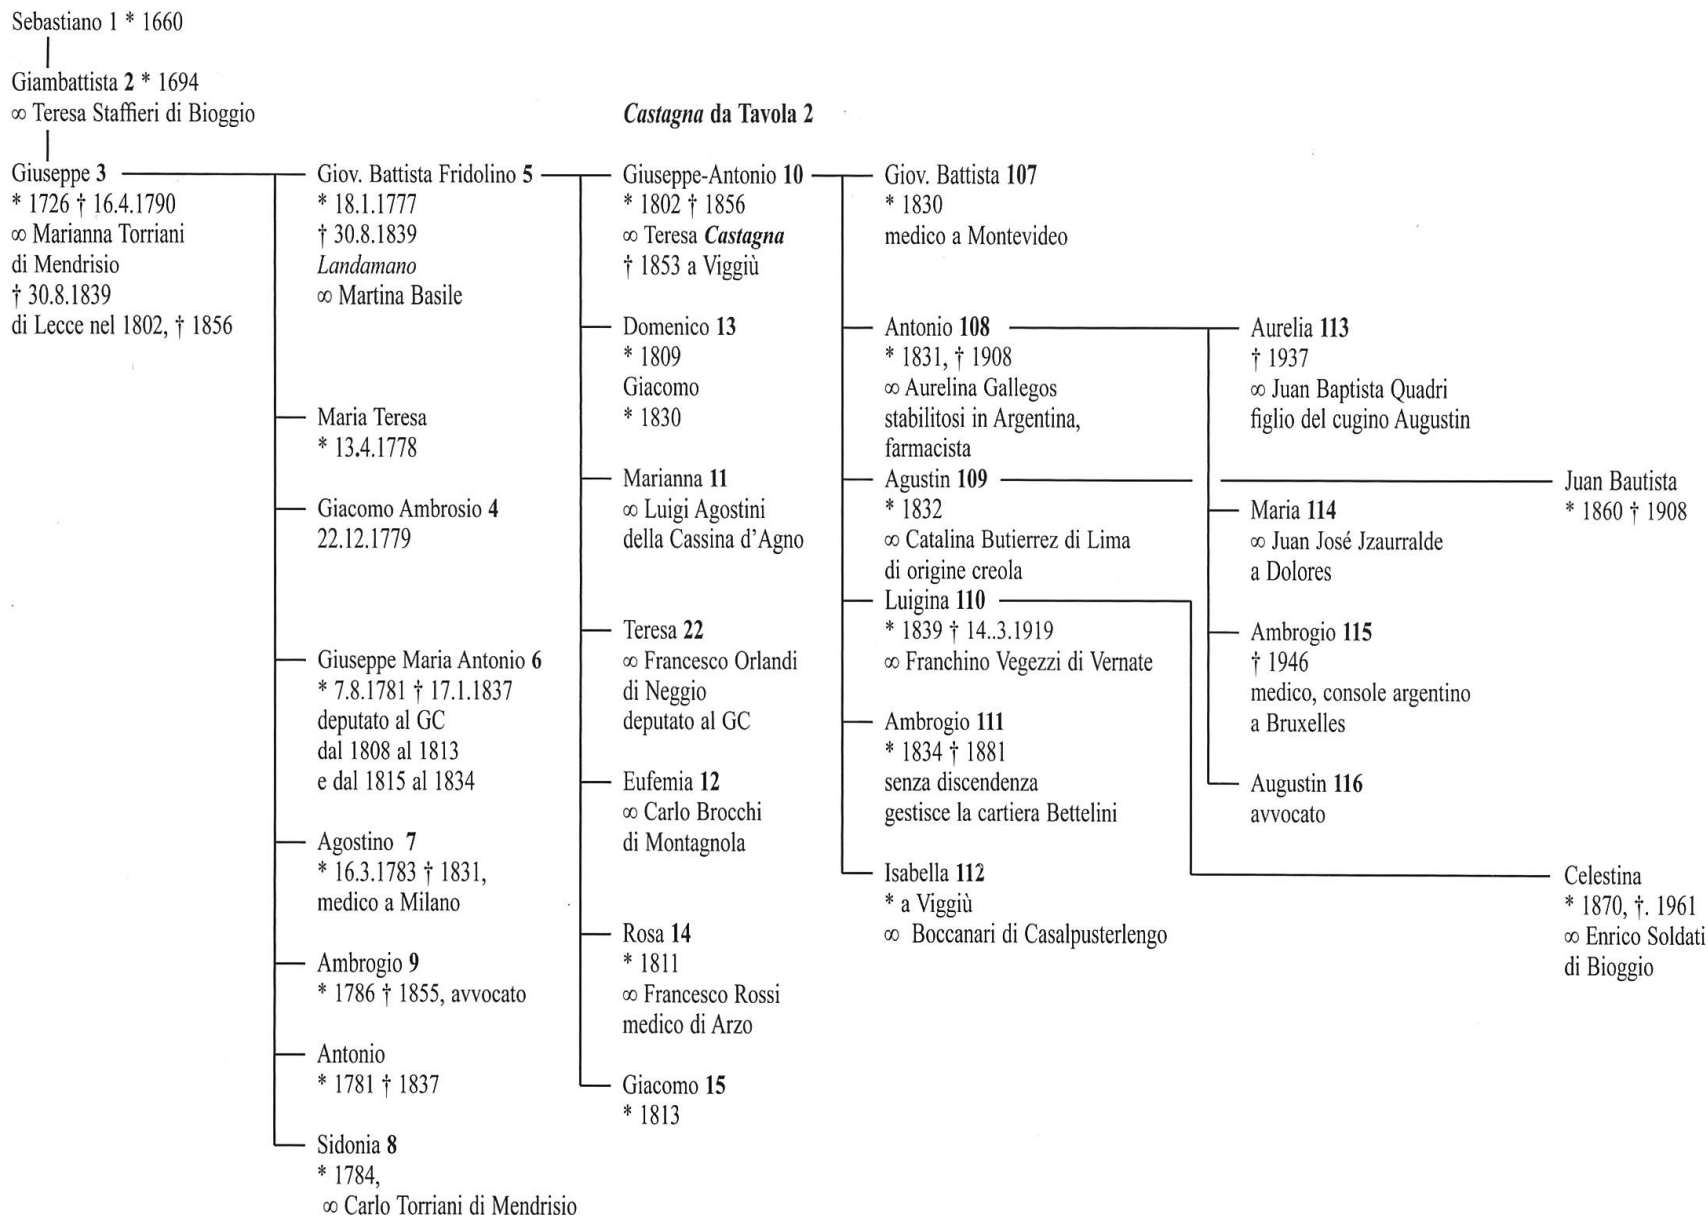 Sebastiano 1 * 1660
Giambattista 2 * 1694
∞ Teresa Staffieri di Bioggio
Giuseppe 3
* 1726 † 16.4.1790
∞ Marianna Torriani
di Mendrisio
† 30.8.1839
di Lecce nel 1802, † 1856
Giov. Battista Fridolino 5
* 18.1.1777
† 30.8.1839
Landamano
∞ Martina Basile
Maria Teresa
* 13.4.1778
Giacomo Ambrosio 4
22.12.1779
Giuseppe Maria Antonio 6
* 7.8.1781 † 17.1.1837
deputato al GC
dal 1808 al 1813
e dal 1815 al 1834
Agostino 7
* 16.3.1783 † 1831,
medico a Milano
Ambrogio 9
* 1786 † 1855, avvocato
Antonio
* 1781 † 1837
Sidonia 8
* 1784,
∞ Carlo Torriani di Mendrisio
Castagna da Tavola 2
Giuseppe-Antonio 10
* 1802 † 1856
∞ Teresa Castagna
† 1853 a Viggiù
Domenico 13
* 1809
Giacomo
* 1830
Marianna 11
∞ Luigi Agostini
della Cassina d'Agno
Teresa 22
∞ Francesco Orlandi
di Neggio
deputato al GC
Eufemia 12
∞ Carlo Brocchi
di Montagnola
Rosa 14
* 1811
∞ Francesco Rossi
medico di Arzo
Giacomo 15
* 1813
Giov. Battista 107
* 1830
medico a Montevideo
Antonio 108
* 1831, † 1908
∞ Aurelina Gallegos
stabilitosi in Argentina,
farmacista
Agustin 109
* 1832
∞ Catalina Butierrez di Lima
di origine creola
Luigina 110
* 1839 † 14..3.1919
∞ Franchino Vegezzi di Vernate
Ambrogio 111
* 1834 † 1881
senza discendenza
gestisce la cartiera Bettelini
Isabella 112
* a Viggiù
∞ Boccanari di Casalpusterlengo
Aurelia 113
† 1937
∞ Juan Baptista Quadri
figlio del cugino Augustin
Maria 114
∞ Juan José Jzaurralde
a Dolores
Ambrogio 115
† 1946
medico, console argentino
a Bruxelles
Augustin 116
avvocato
Juan Bautista
* 1860 † 1908
Celestina
* 1870, †. 1961
∞ Enrico Soldati
di Bioggio